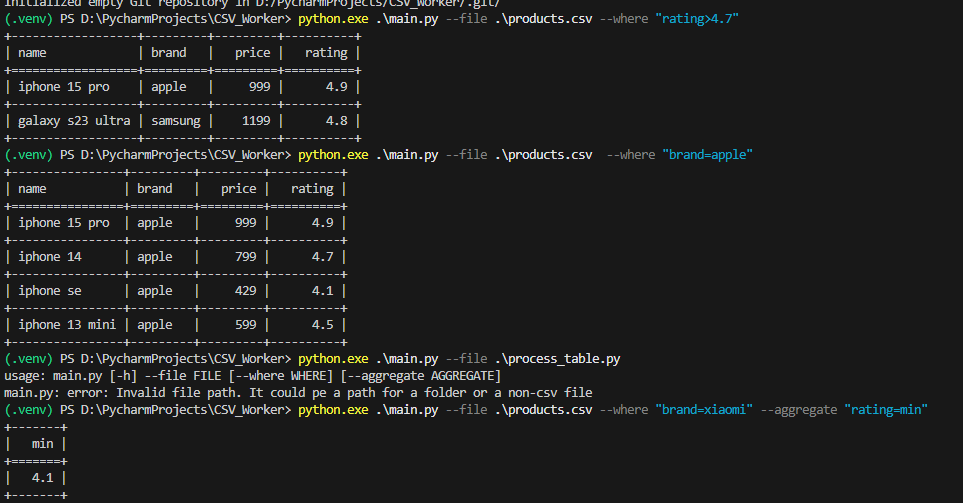 Initialized empty Git repository in D:/PycharmProjects/CSV_Worker/.git/
(.venv) PS D:\PycharmProjects\CSV_Worker> python.exe .\main.py --file .\products.csv --where "rating>4.7"
+------------------+---------+---------+----------+
| name             | brand   |   price |   rating |
+==================+=========+=========+==========+
| iphone 15 pro    | apple   |     999 |      4.9 |
+------------------+---------+---------+----------+
| galaxy s23 ultra | samsung |    1199 |      4.8 |
+------------------+---------+---------+----------+
(.venv) PS D:\PycharmProjects\CSV_Worker> python.exe .\main.py --file .\products.csv  --where "brand=apple"
+----------------+---------+---------+----------+
| name           | brand   |   price |   rating |
+================+=========+=========+==========+
| iphone 15 pro  | apple   |     999 |      4.9 |
+----------------+---------+---------+----------+
| iphone 14      | apple   |     799 |      4.7 |
+----------------+---------+---------+----------+
| iphone se      | apple   |     429 |      4.1 |
+----------------+---------+---------+----------+
| iphone 13 mini | apple   |     599 |      4.5 |
+----------------+---------+---------+----------+
(.venv) PS D:\PycharmProjects\CSV_Worker> python.exe .\main.py --file .\process_table.py
usage: main.py [-h] --file FILE [--where WHERE] [--aggregate AGGREGATE]
main.py: error: Invalid file path. It could pe a path for a folder or a non-csv file
(.venv) PS D:\PycharmProjects\CSV_Worker> python.exe .\main.py --file .\products.csv --where "brand=xiaomi" --aggregate "rating=min"
+-------+
|   min |
+=======+
|   4.1 |
+-------+